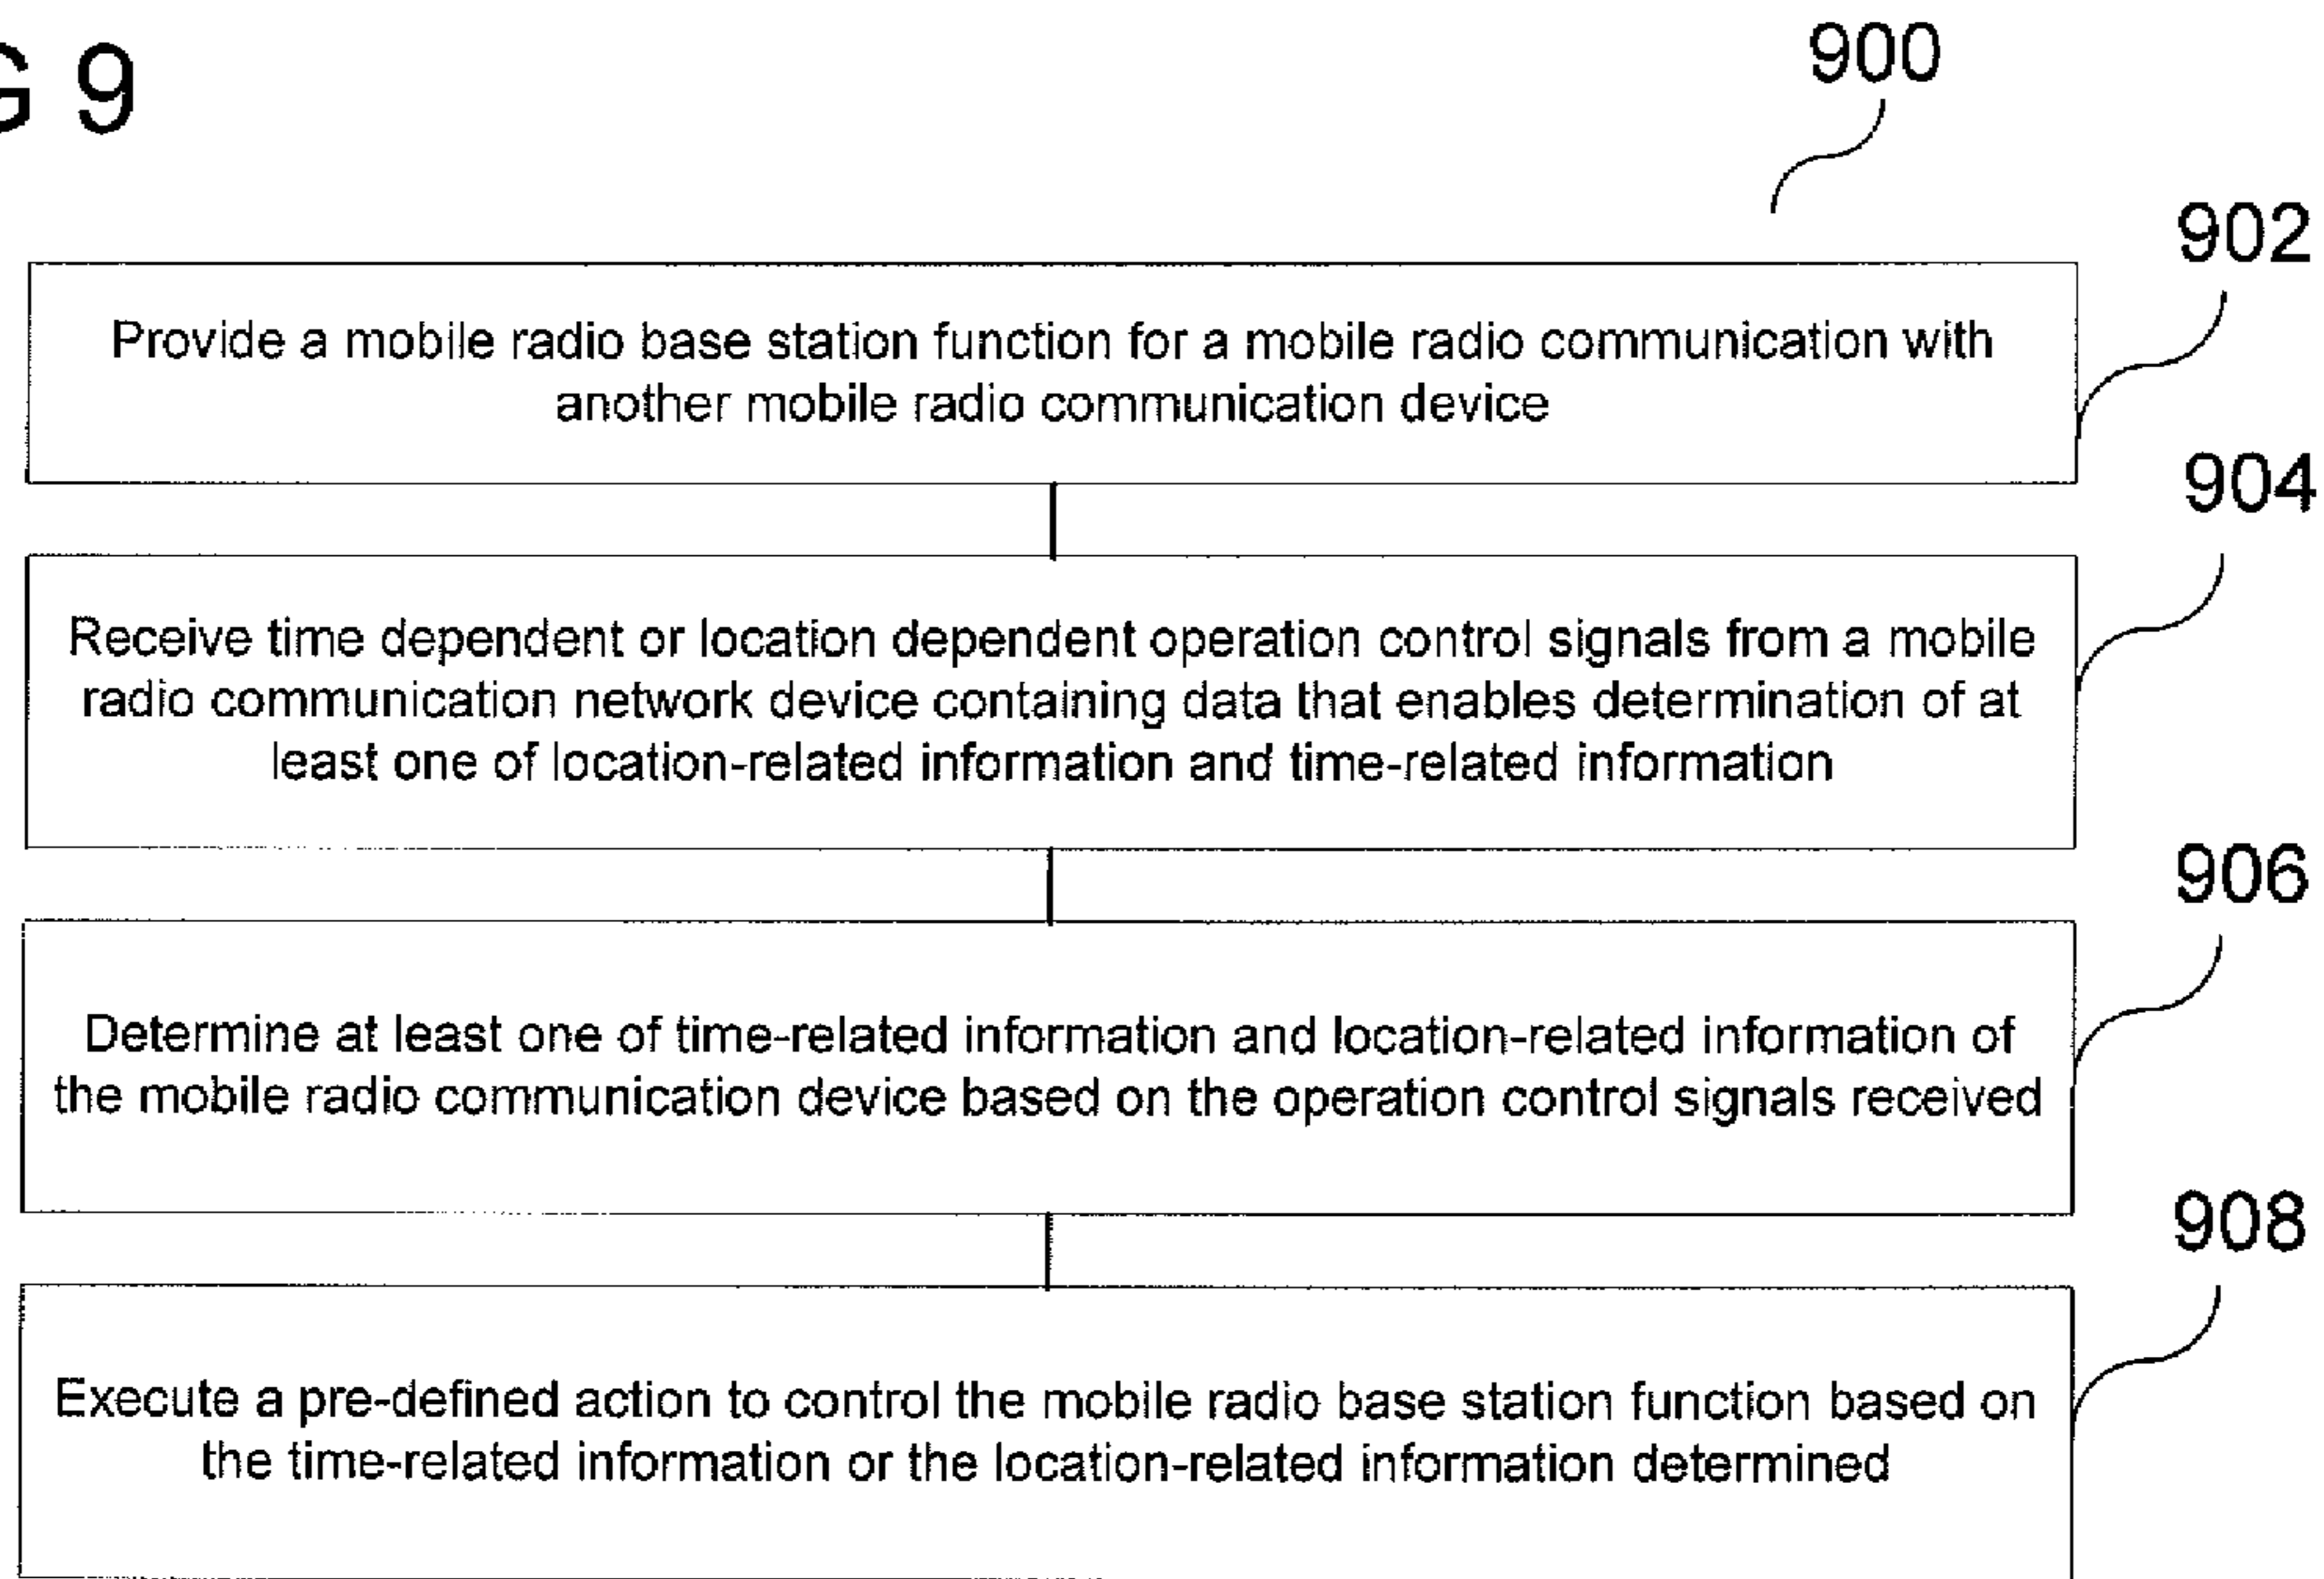 G 9
900
902
Provide a mobile radio base station function for a mobile radio communication with
another mobile radio communication device
904
Receive time dependent or location dependent operation control signals from a mobile
radio communication network device containing data that enables determination of at
least one of location-related information and time-related information
906
Determine at least one of time-related information and location-related information of
the mobile radio communication device based on the operation control signals received
908
Execute a pre-defined action to control the mobile radio base station function based on
the time-related information or the location-related information determined